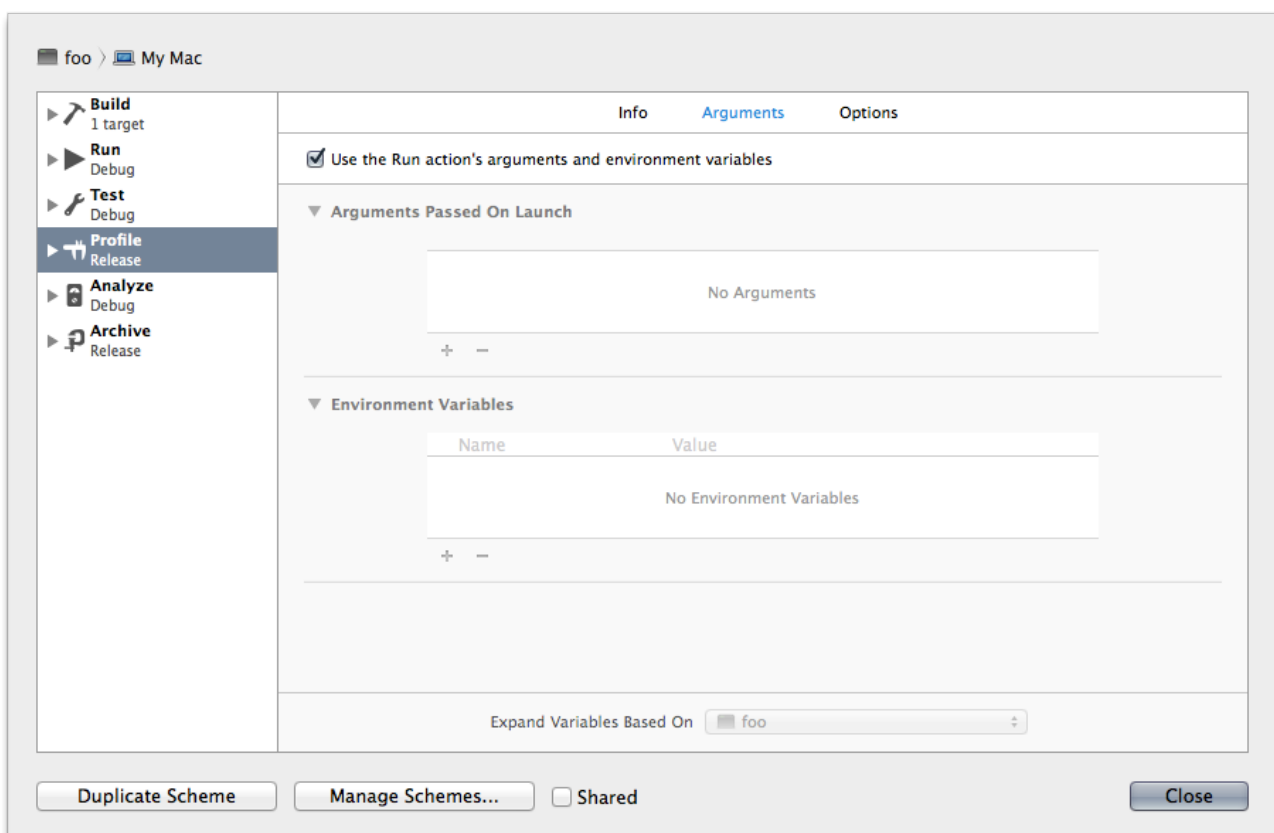 foo 〉 My Mac
Build
1 target
Run
Debug
Test
Debug
Profile
Release
Analyze
Debug
Archive
Release
Info Arguments Options
Use the Run action's arguments and environment variables
Arguments Passed On Launch
No Arguments
+ −
Environment Variables
Name Value
No Environment Variables
+ −
Expand Variables Based On foo
Duplicate Scheme Manage Schemes... Shared Close